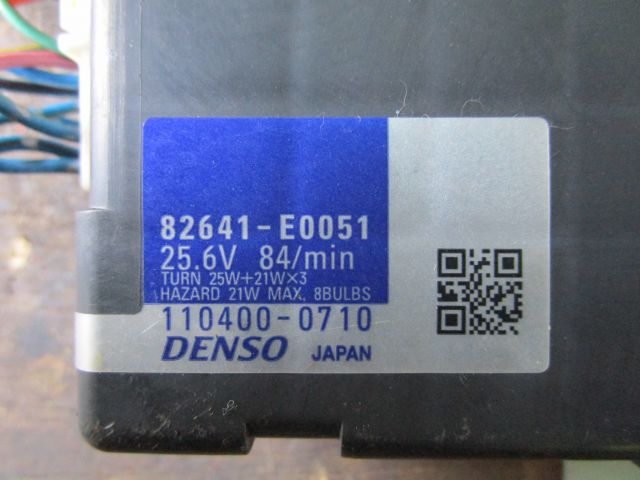 82641-E0051
25.6V 84/min
TURN 25W+21W×3
HAZARD 21W MAX. 8BULBS
110400-0710
DENSO JAPAN